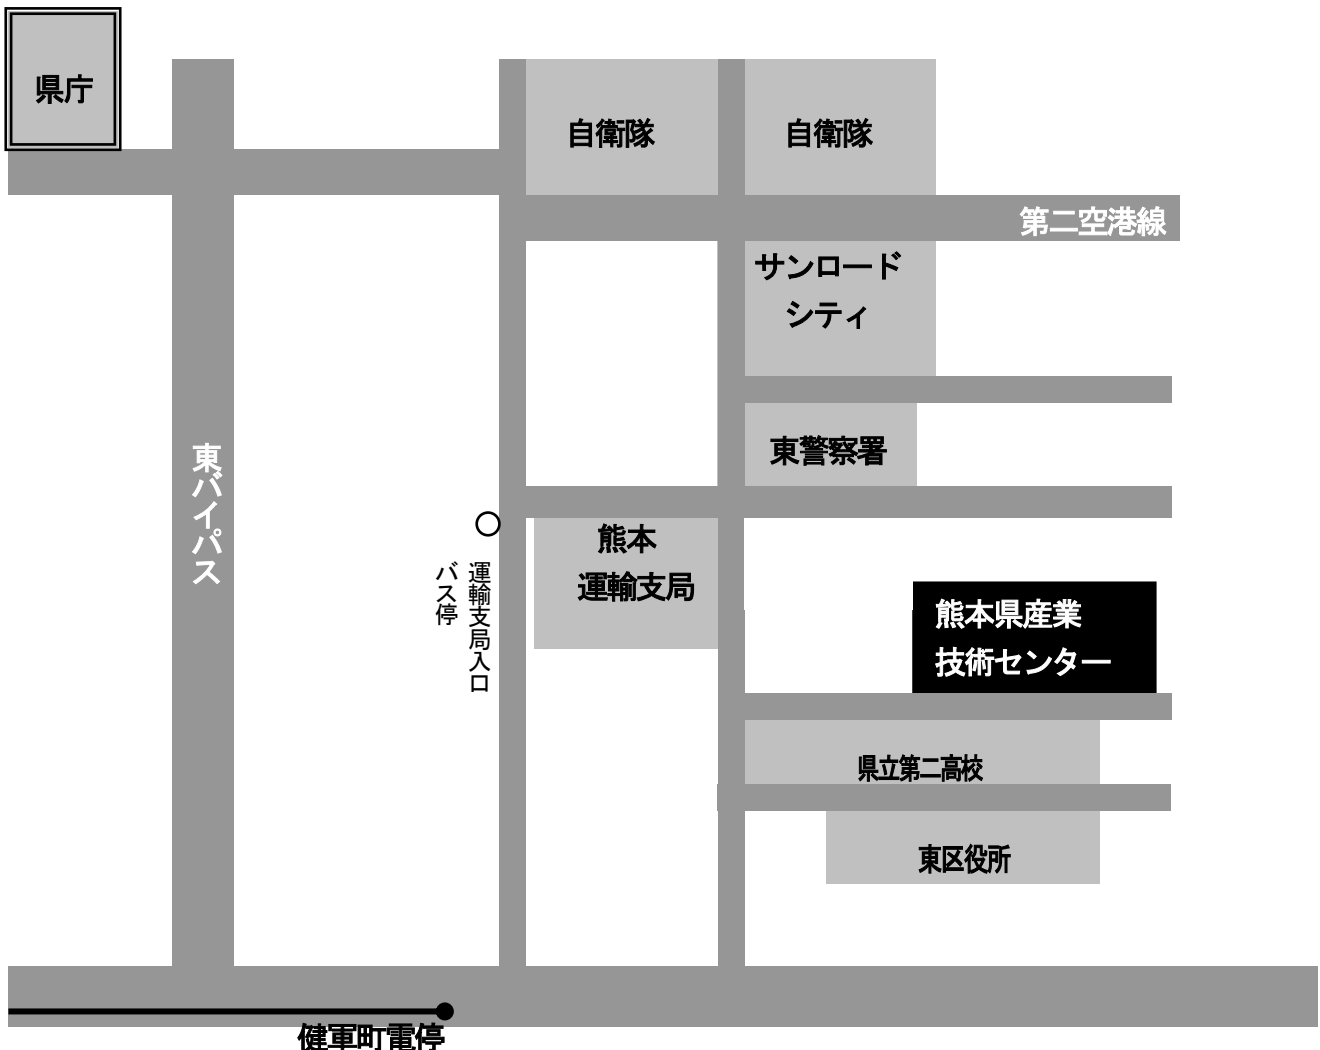 県庁
自衛隊
自衛隊
第二空港線
サンロード
シティ
東警察署
東バイパス
熊本
運輸支局
運輸支局入口
バス停
熊本県産業
技術センター
県立第二高校
東区役所
健軍町電停